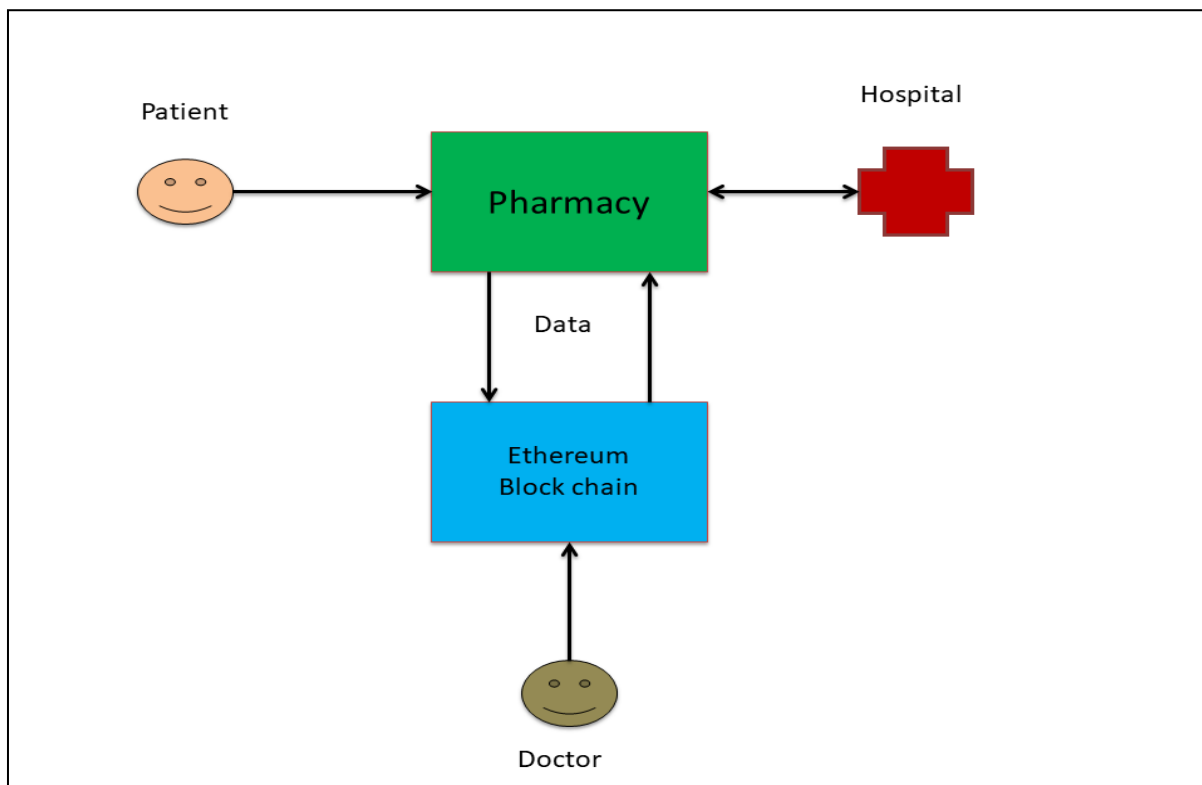 Patient
Hospital
Pharmacy
Data
Ethereum
Block chain
Doctor